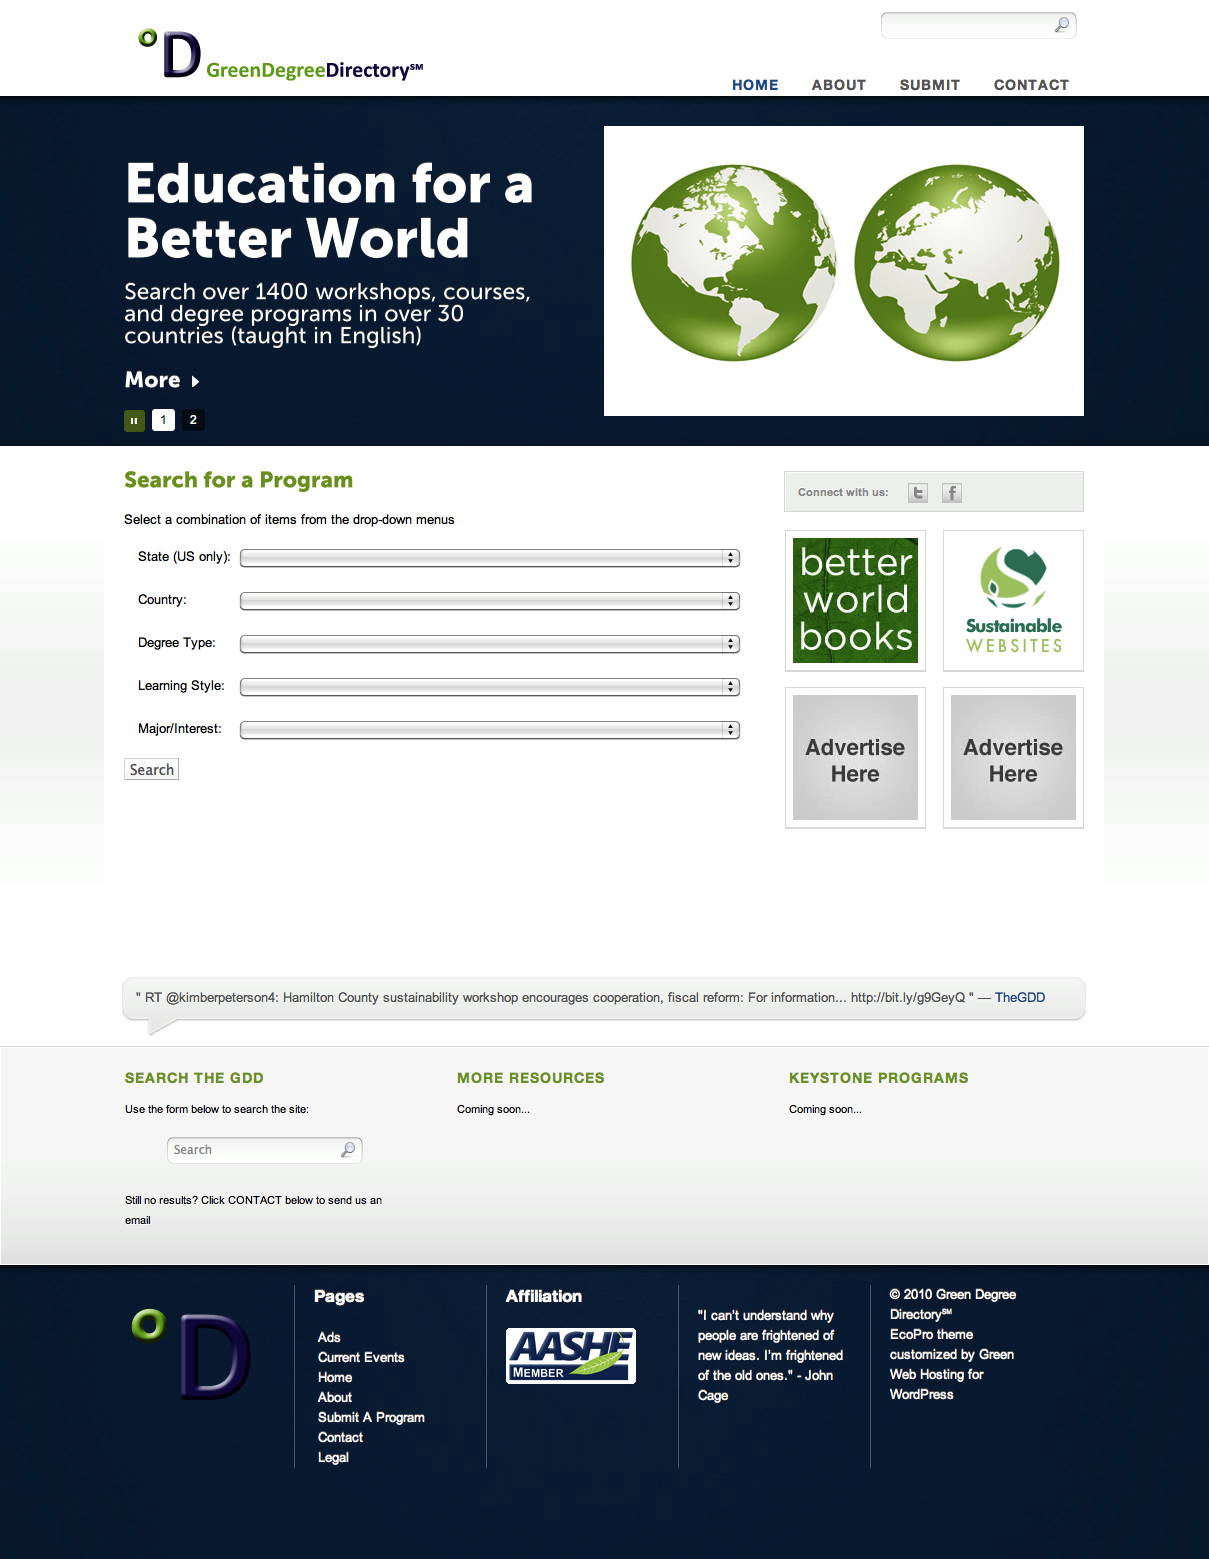 °D GreenDegreeDirectory℠
HOME ABOUT SUBMIT CONTACT
Education for a
Better World
Search over 1400 workshops, courses,
and degree programs in over 30
countries (taught in English)
More
1 2
Search for a Program
Select a combination of items from the drop-down menus
State (US only):
Country:
Degree Type:
Learning Style:
Major/Interest:
Search
Connect with us:
better
world
books
Sustainable
WEBSITES
Advertise
Here
Advertise
Here
" RT @kimberpeterson4: Hamilton County sustainability workshop encourages cooperation, fiscal reform: For information... http://bit.ly/g9GeyQ " — TheGDD
SEARCH THE GDD
Use the form below to search the site:
Search
Still no results? Click CONTACT below to send us an
email
MORE RESOURCES
Coming soon...
KEYSTONE PROGRAMS
Coming soon...
°D
Pages
Ads
Current Events
Home
About
Submit A Program
Contact
Legal
Affiliation
AASHE
MEMBER
"I can't understand why
people are frightened of
new ideas. I'm frightened
of the old ones." - John
Cage
© 2010 Green Degree
Directory℠
EcoPro theme
customized by Green
Web Hosting for
WordPress